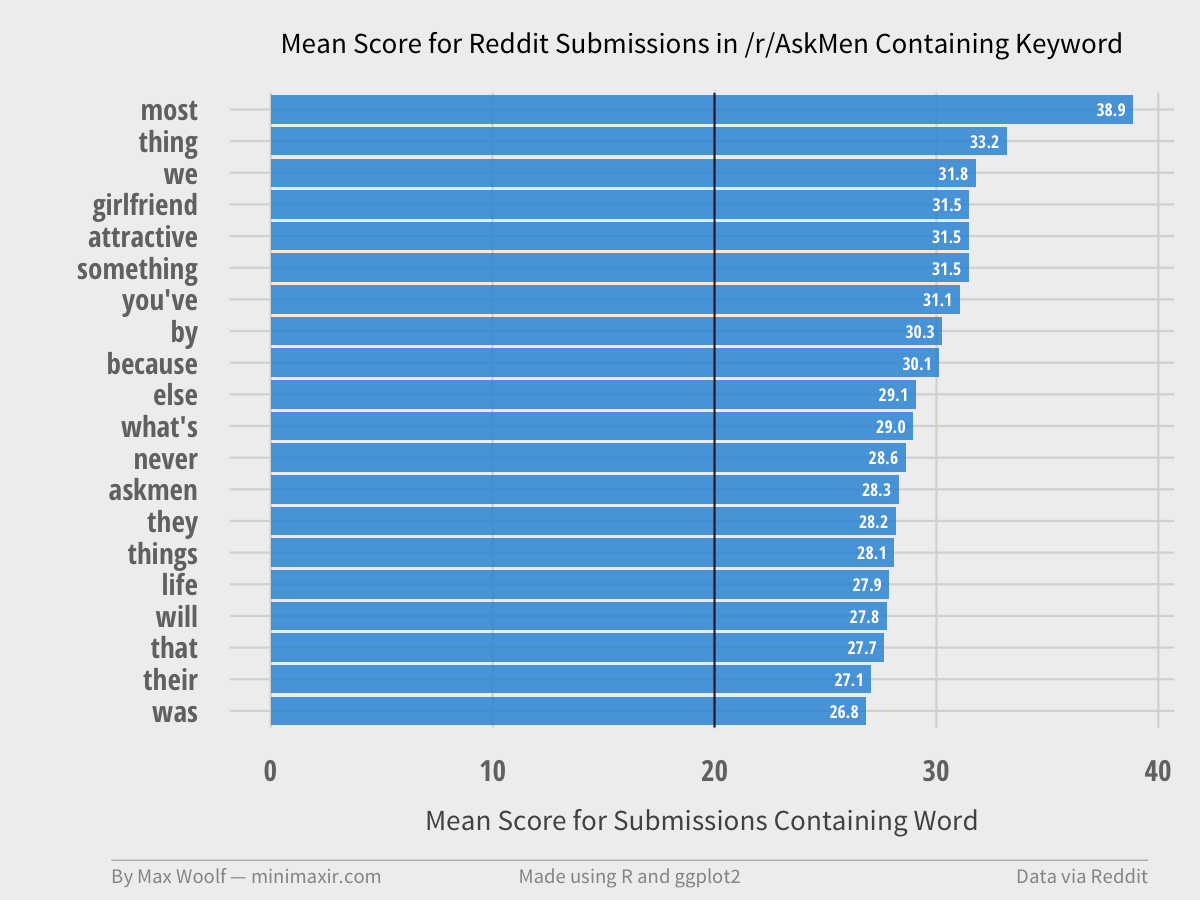 Mean Score for Reddit Submissions in /r/AskMen Containing Keyword
most 38.9
thing 33.2
we 31.8
girlfriend 31.5
attractive 31.5
something 31.5
you've 31.1
by 30.3
because 30.1
else 29.1
what's 29.0
never 28.6
askmen 28.3
they 28.2
things 28.1
life 27.9
will 27.8
that 27.7
their 27.1
was 26.8
0 10 20 30 40
Mean Score for Submissions Containing Word
By Max Woolf — minimaxir.com Made using R and ggplot2 Data via Reddit